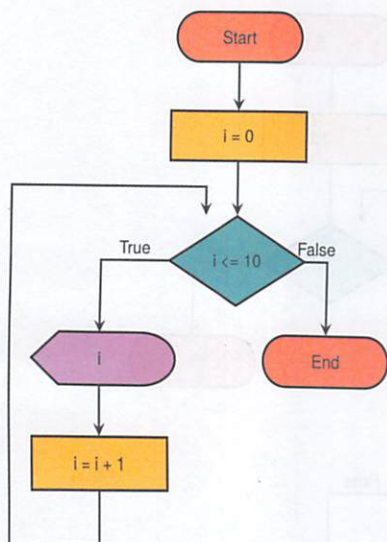 Start
i = 0
i <= 10
True
False
i
End
i = i + 1